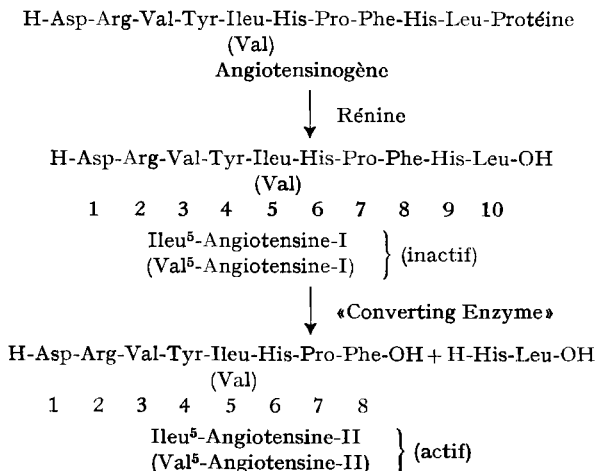 H-Asp-Arg-Val-Tyr-Ileu-His-Pro-Phe-His-Leu-Protéine
(Val)
Angiotensinogène
Rénine
H-Asp-Arg-Val-Tyr-Ileu-His-Pro-Phe-His-Leu-OH
(Val)
1 2 3 4 5 6 7 8 9 10
Ileu⁵-Angiotensine-I
(Val⁵-Angiotensine-I) } (inactif)
«Converting Enzyme»
H-Asp-Arg-Val-Tyr-Ileu-His-Pro-Phe-OH + H-His-Leu-OH
(Val)
1 2 3 4 5 6 7 8
Ileu⁵-Angiotensine-II
(Val⁵-Angiotensine-II) } (actif)